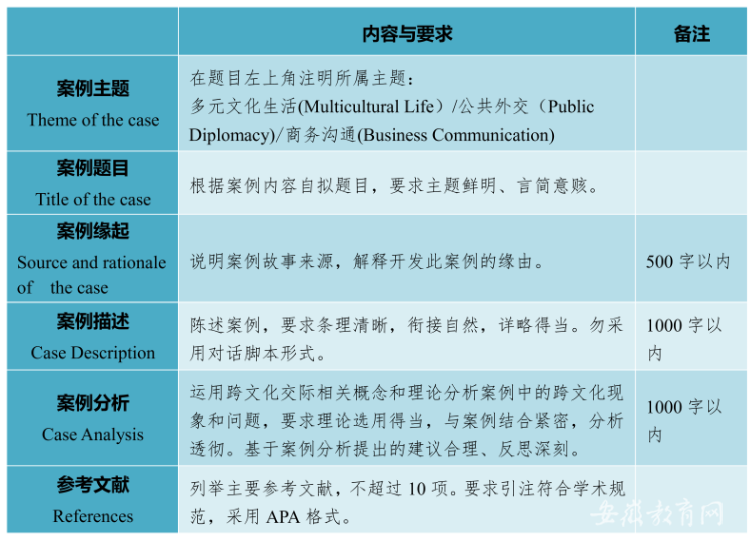 内容与要求
备注
案例主题
Theme of the case
在题目左上角注明所属主题：
多元文化生活(Multicultural Life）/公共外交（Public
Diplomacy)/商务沟通(Business Communication)
案例题目
Title of the case
根据案例内容自拟题目，要求主题鲜明、言简意赅。
案例缘起
Source and rationale
of the case
说明案例故事来源，解释开发此案例的缘由。
500 字以内
案例描述
Case Description
陈述案例，要求条理清晰，衔接自然，详略得当。勿采
用对话脚本形式。
1000 字以
内
案例分析
Case Analysis
运用跨文化交际相关概念和理论分析案例中的跨文化现
象和问题，要求理论选用得当，与案例结合紧密，分析
透彻。基于案例分析提出的建议合理、反思深刻。
1000 字以
内
参考文献
References
列举主要参考文献，不超过 10 项。要求引注符合学术规
范，采用 APA 格式。
安徽教育网